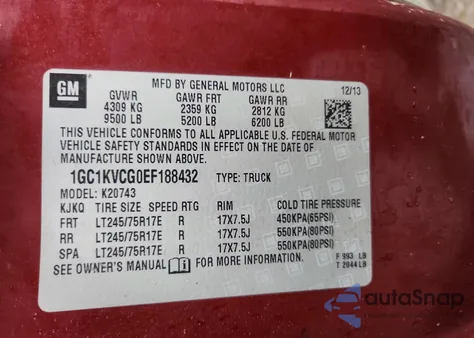 GM
MFD BY GENERAL MOTORS LLC
12/13
GVWR GAWR FRT GAWR RR
4309 KG 2359 KG 2812 KG
9500 LB 5200 LB 6200 LB
THIS VEHICLE CONFORMS TO ALL APPLICABLE U.S. FEDERAL MOTOR
VEHICLE SAFETY STANDARDS IN EFFECT ON THE DATE OF
MANUFACTURE SHOWN ABOVE.
1GC1KVCG0EF188432 TYPE: TRUCK
MODEL: K20743
KJKQ TIRE SIZE SPEED RTG RIM COLD TIRE PRESSURE
FRT LT245/75R17E R 17X7.5J 450KPA(65PSI)
RR LT245/75R17E R 17X7.5J 550KPA(80PSI)
SPA LT245/75R17E R 17X7.5J 550KPA(80PSI)
SEE OWNER'S MANUAL FOR MORE INFORMATION.
F 993 LB
T 2044 LB
autoSnap